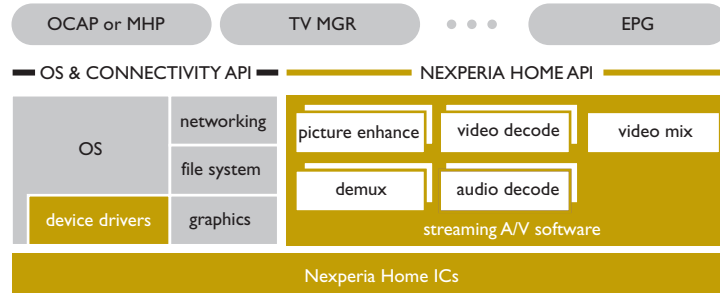 OCAP or MHP
TV MGR
EPG
OS & CONNECTIVITY API
NEXPERIA HOME API
OS
networking
file system
device drivers
graphics
picture enhance
video decode
video mix
demux
audio decode
streaming A/V software
Nexperia Home ICs